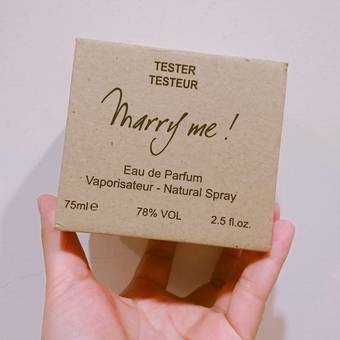 TESTER
TESTEUR
Marry me !
Eau de Parfum
Vaporisateur - Natural Spray
75ml ℮ 78% VOL 2.5 fl.oz.